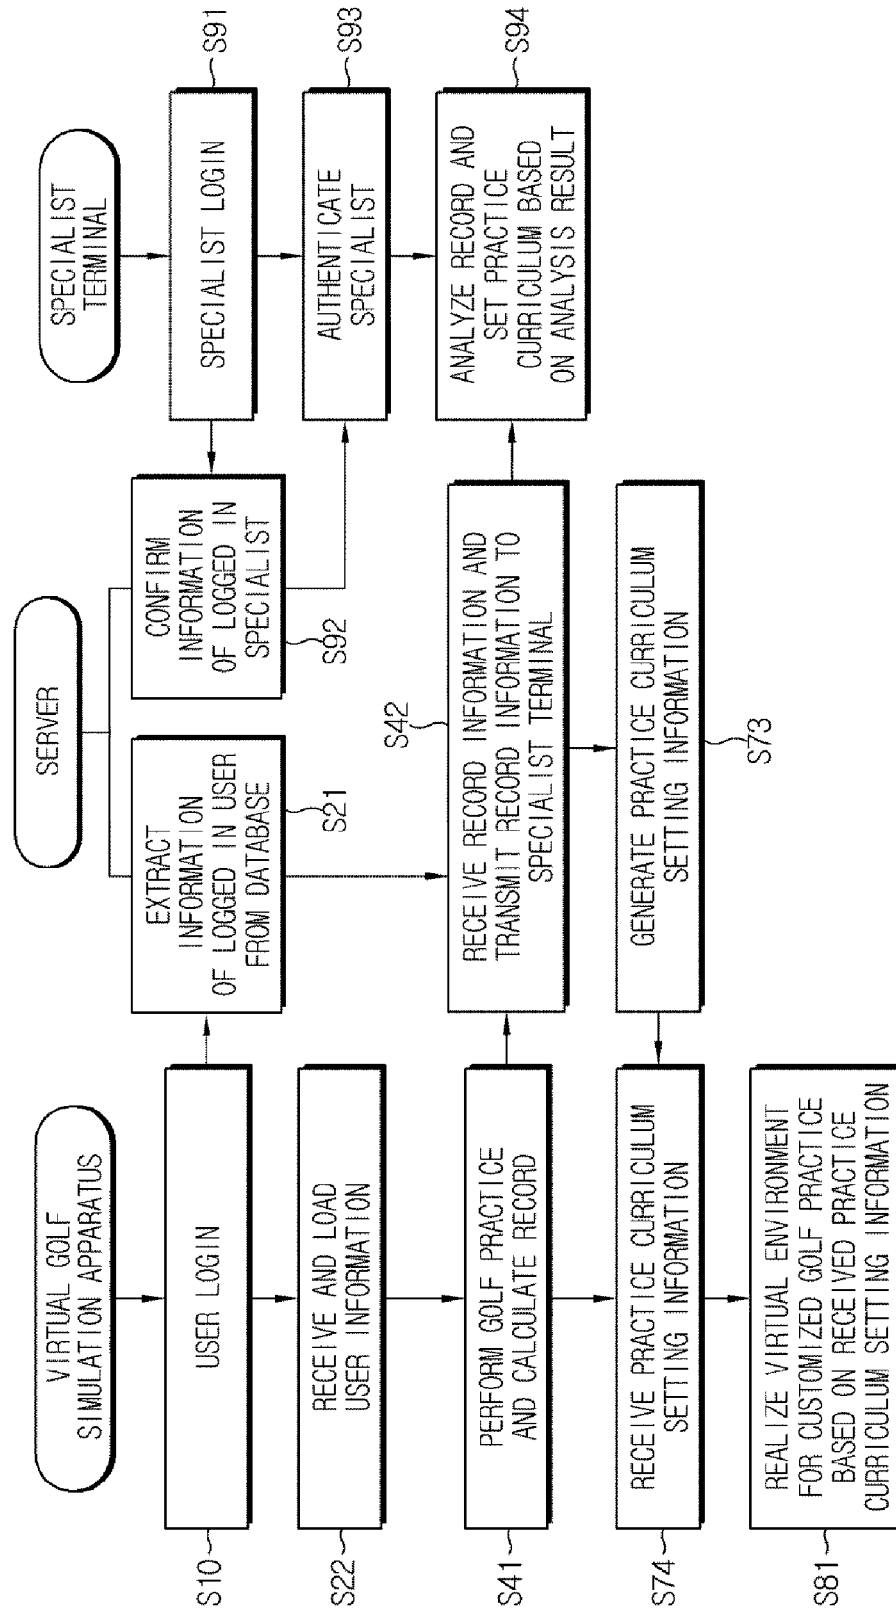 VIRTUAL GOLF
SIMULATION APPARATUS
SERVER
SPECIALIST
TERMINAL
S10
USER LOGIN
EXTRACT
INFORMATION
OF LOGGED IN USER
FROM DATABASE
S21
CONFIRM
INFORMATION
OF LOGGED IN
SPECIALIST
S92
SPECIALIST LOGIN
S91
S22
RECEIVE AND LOAD
USER INFORMATION
AUTHENTICATE
SPECIALIST
S93
S41
PERFORM GOLF PRACTICE
AND CALCULATE RECORD
S42
RECEIVE RECORD INFORMATION AND
TRANSMIT RECORD INFORMATION TO
SPECIALIST TERMINAL
ANALYZE RECORD AND
SET PRACTICE
CURRICULUM BASED
ON ANALYSIS RESULT
S94
S74
RECEIVE PRACTICE CURRICULUM
SETTING INFORMATION
GENERATE PRACTICE CURRICULUM
SETTING INFORMATION
S73
S81
REALIZE VIRTUAL ENVIRONMENT
FOR CUSTOMIZED GOLF PRACTICE
BASED ON RECEIVED PRACTICE
CURRICULUM SETTING INFORMATION